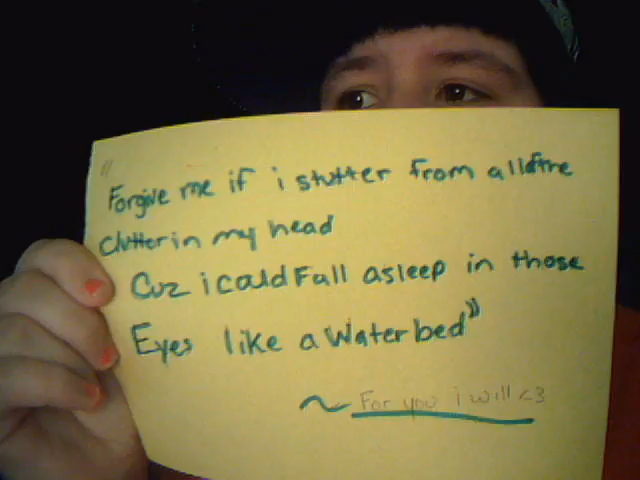 "Forgive me if i stutter from all of the
Clutter in my head
Cuz i could Fall asleep in those
Eyes like a Water bed"
~ For you i will <3